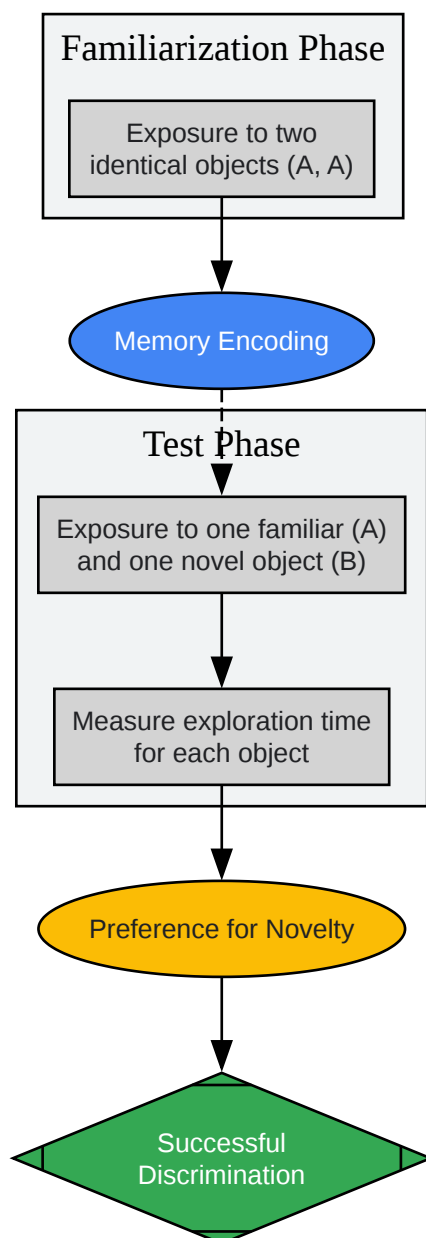 Familiarization Phase
Exposure to two
identical objects (A, A)
Memory Encoding
Test Phase
Exposure to one familiar (A)
and one novel object (B)
Measure exploration time
for each object
Preference for Novelty
Successful
Discrimination